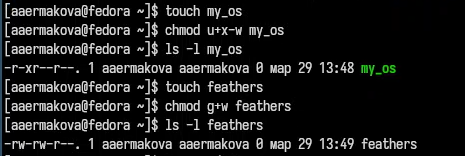 [aaermakova@fedora ~]$ touch my_os
[aaermakova@fedora ~]$ chmod u+x-w my_os
[aaermakova@fedora ~]$ ls -l my_os
-r-xr--r--. 1 aaermakova aaermakova 0 мар 29 13:48 my_os
[aaermakova@fedora ~]$ touch feathers
[aaermakova@fedora ~]$ chmod g+w feathers
[aaermakova@fedora ~]$ ls -l feathers
-rw-rw-r--. 1 aaermakova aaermakova 0 мар 29 13:49 feathers